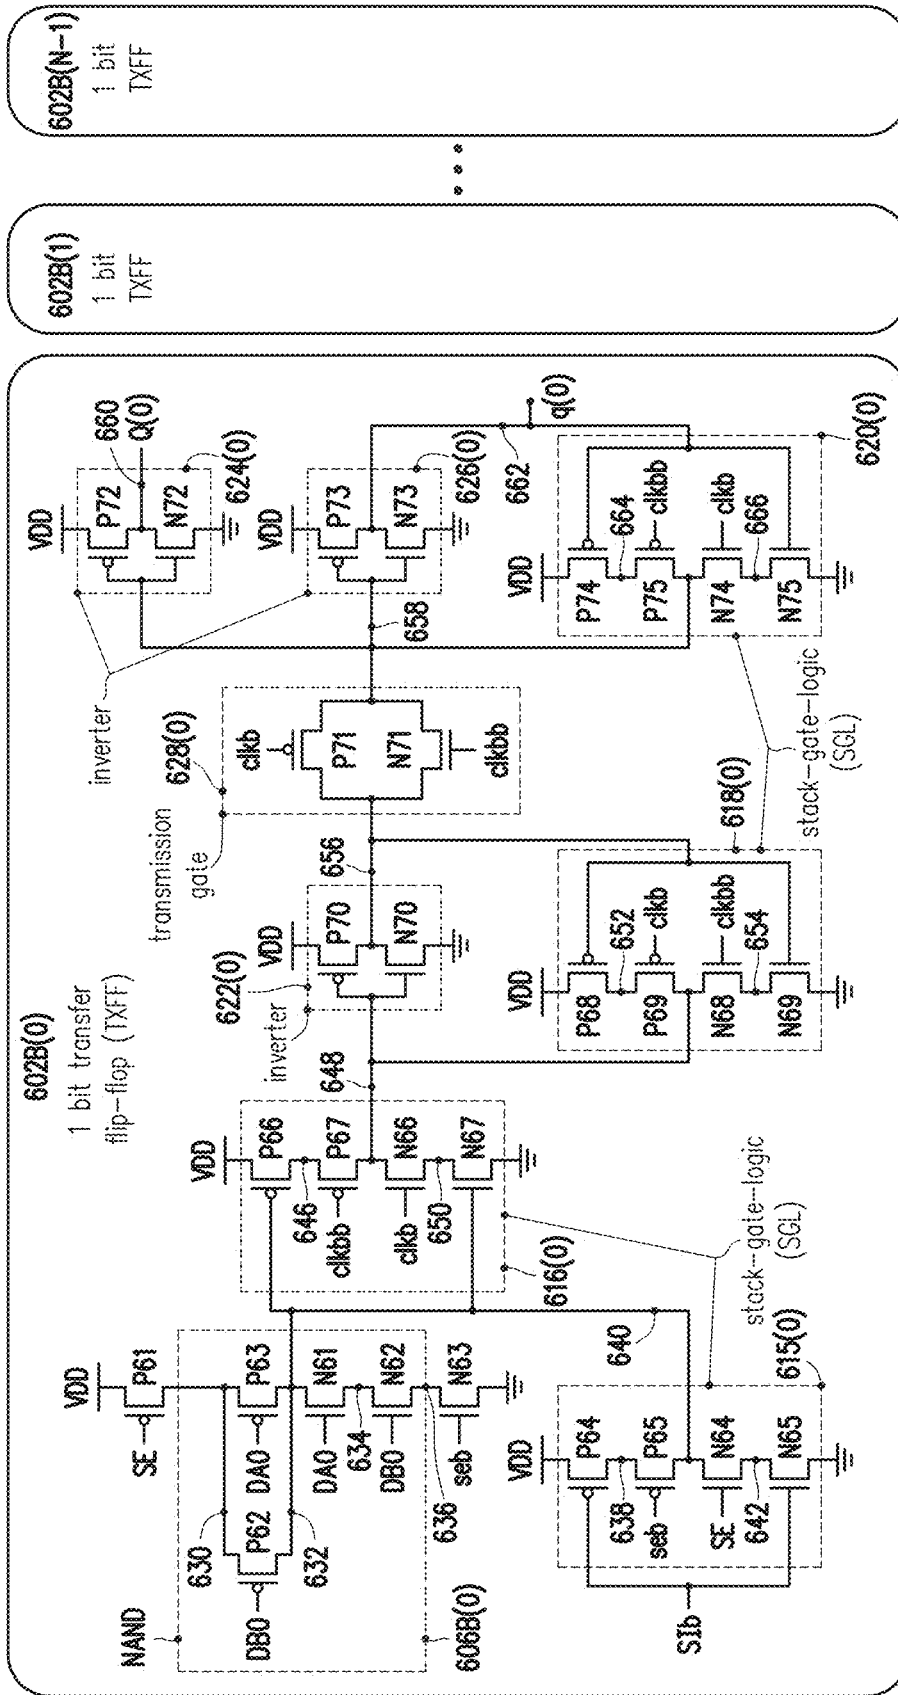 602B(0)
1 bit transfer
flip-flop (TXFF)
NAND
606B(0)
VDD
SE
P61
630
P62
DB0
632
DA0
P63
DA0
N61
634
DB0
N62
636
seb
N63
VDD
P64
638
seb
P65
SE
N64
642
N65
SIb
615(0)
640
stack-gate-logic
(SGL)
616(0)
VDD
P66
646
clkbb
P67
clkb
N66
650
N67
648
inverter
622(0)
VDD
P70
N70
656
VDD
P68
652
P69
clkb
N68
clkbb
654
N69
618(0)
stack-gate-logic
(SGL)
transmission
gate
628(0)
clkb
P71
N71
clkbb
658
inverter
VDD
P72
N72
660
Q(0)
624(0)
VDD
P73
N73
626(0)
662
q(0)
VDD
P74
664
P75
clkbb
N74
clkb
666
N75
620(0)
602B(1)
1 bit
TXFF
602B(N-1)
1 bit
TXFF